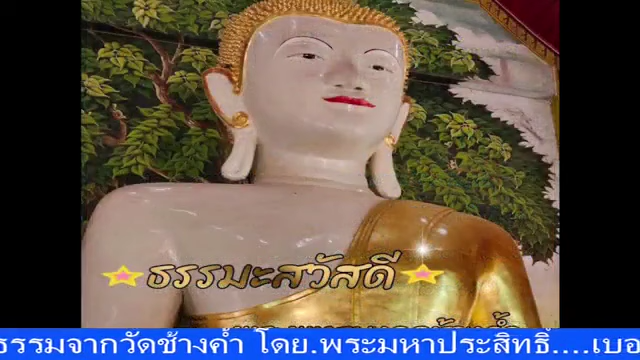 ธรรมะสวัสดี
ธรรมจากวัดช้างค้ำ โดย.พระมหาประสิทธิ์....เบอ